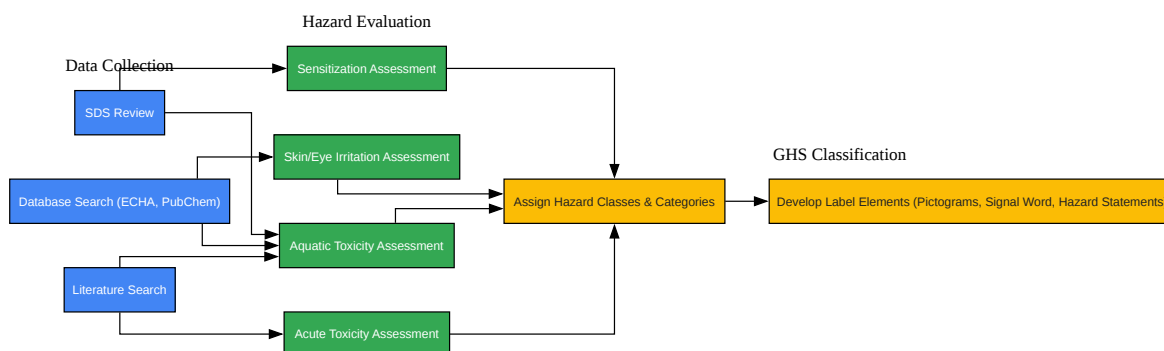 Hazard Evaluation
Data Collection
Sensitization Assessment
SDS Review
Skin/Eye Irritation Assessment
GHS Classification
Database Search (ECHA, PubChem)
Assign Hazard Classes & Categories
Develop Label Elements (Pictograms, Signal Word, Hazard Statements
Aquatic Toxicity Assessment
Literature Search
Acute Toxicity Assessment